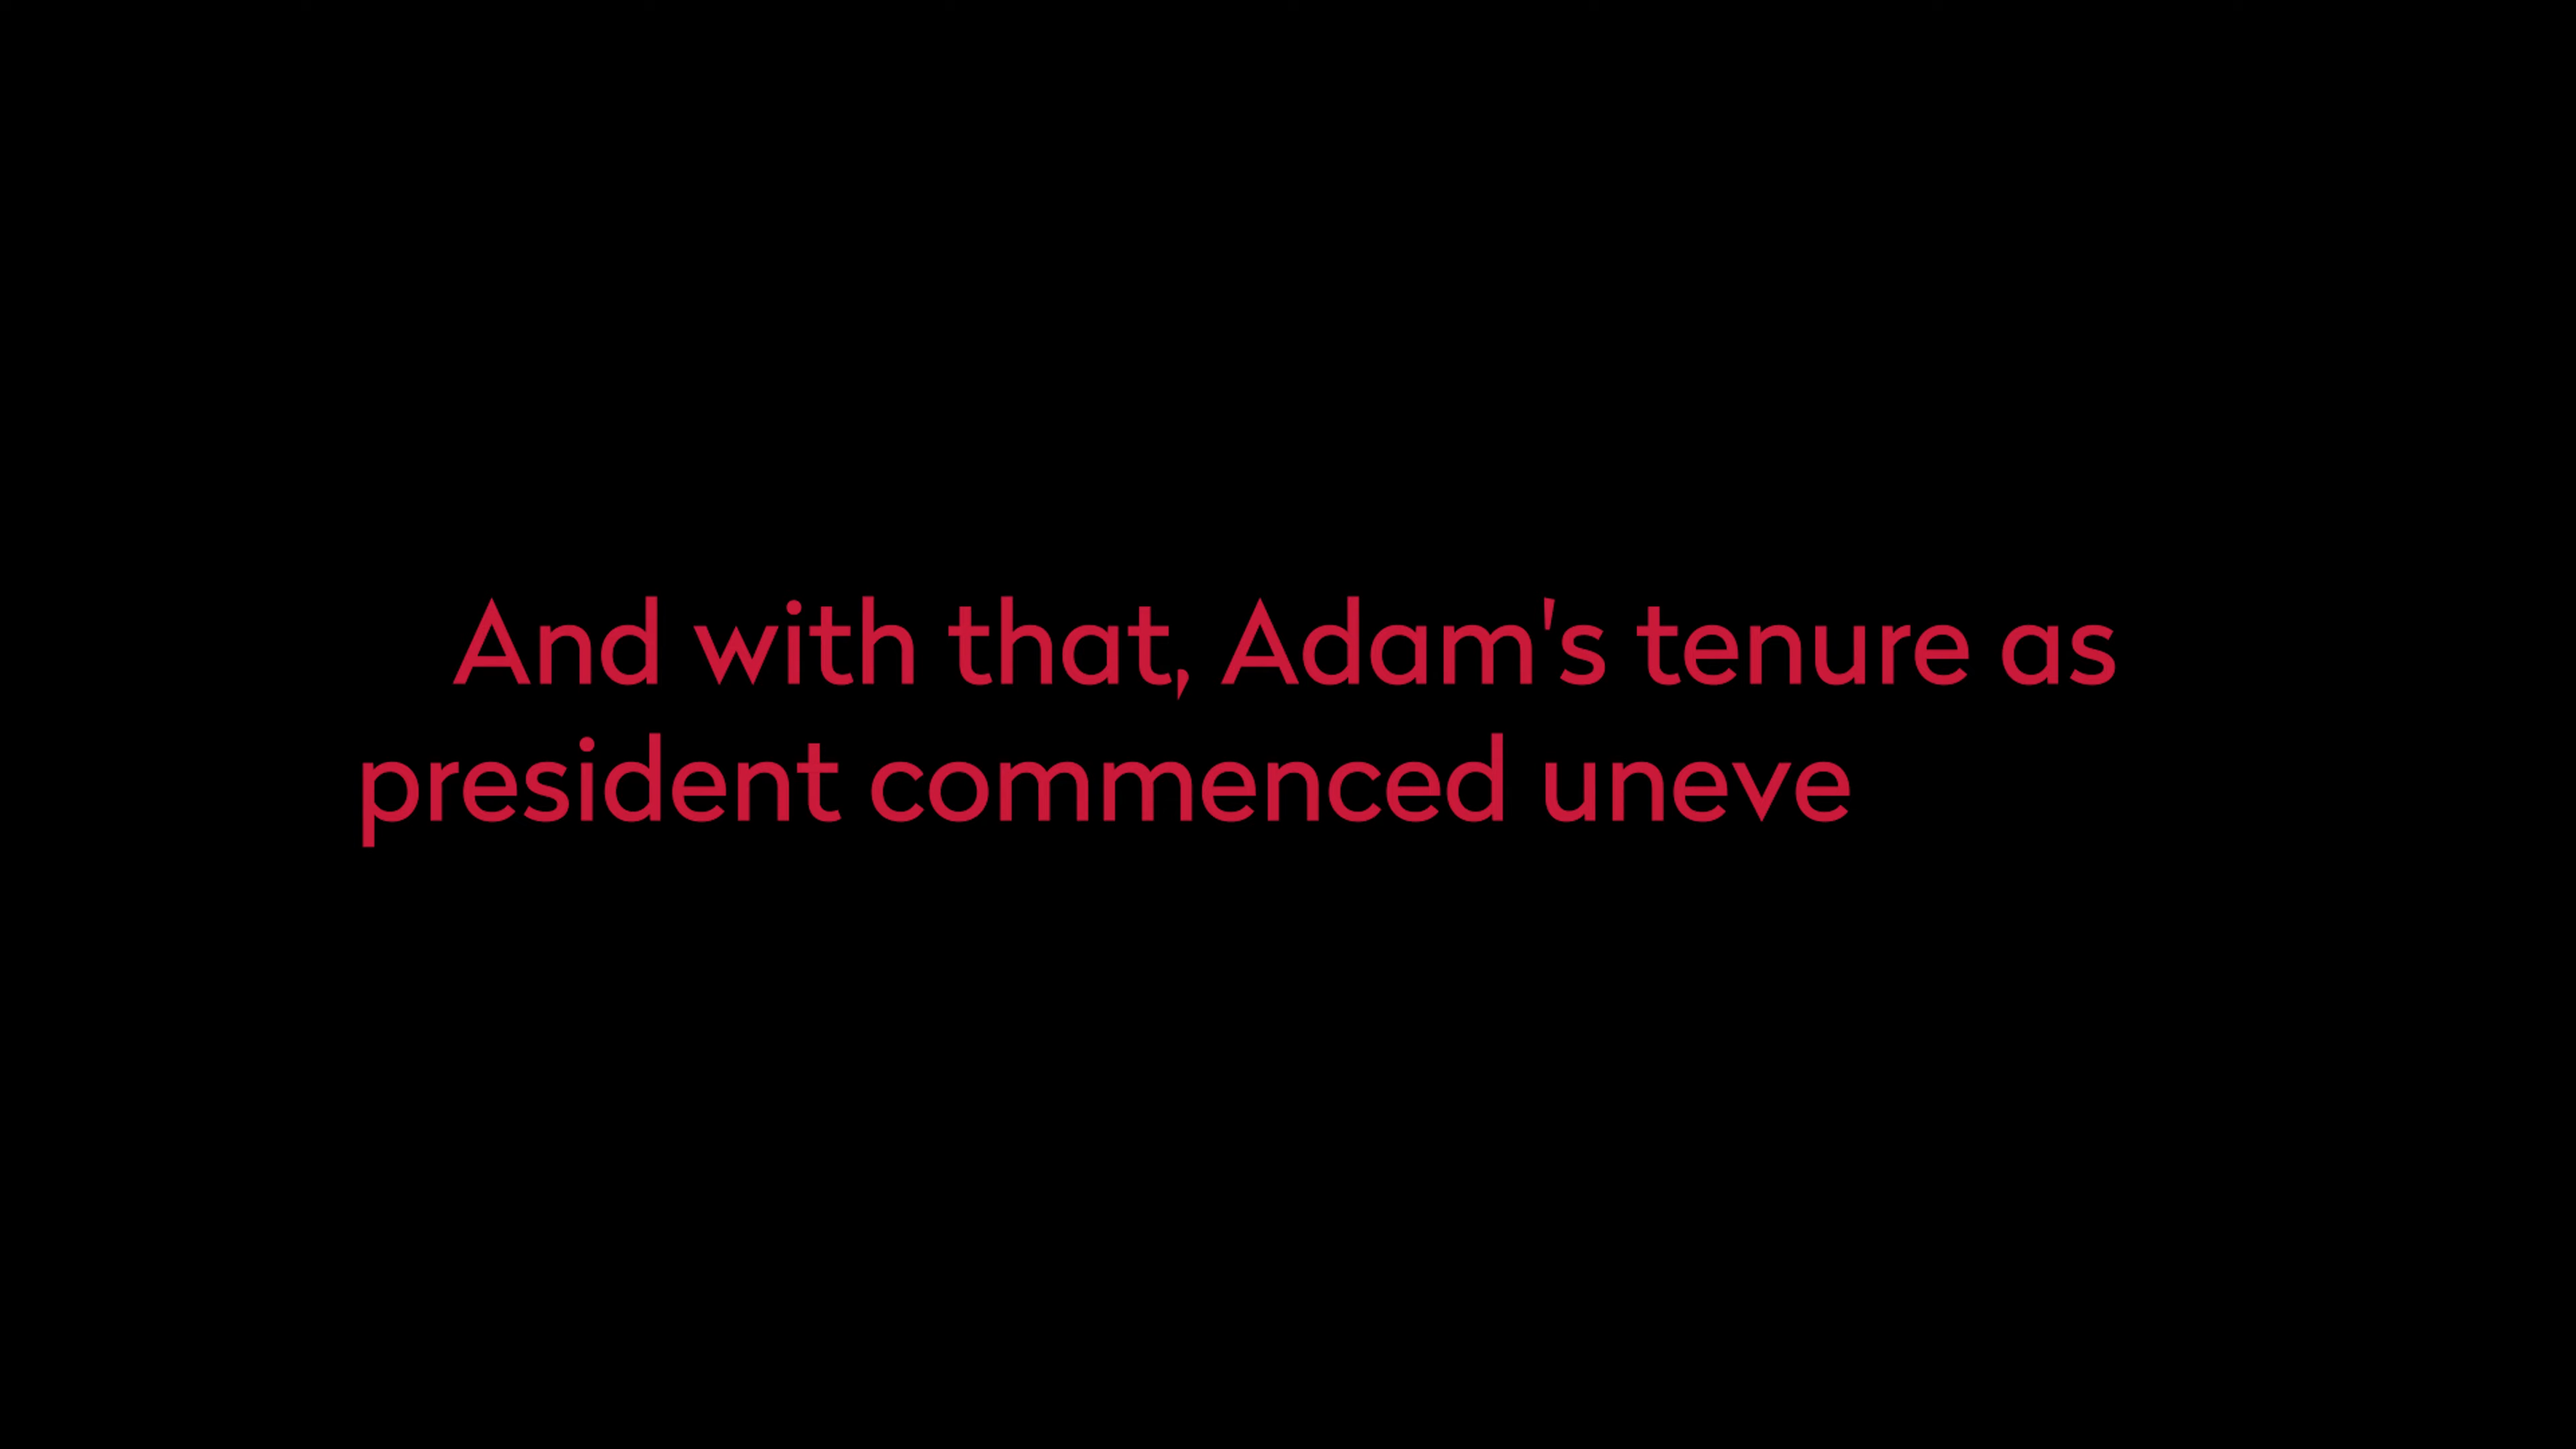 And with that, Adam's tenure as
president commenced uneve